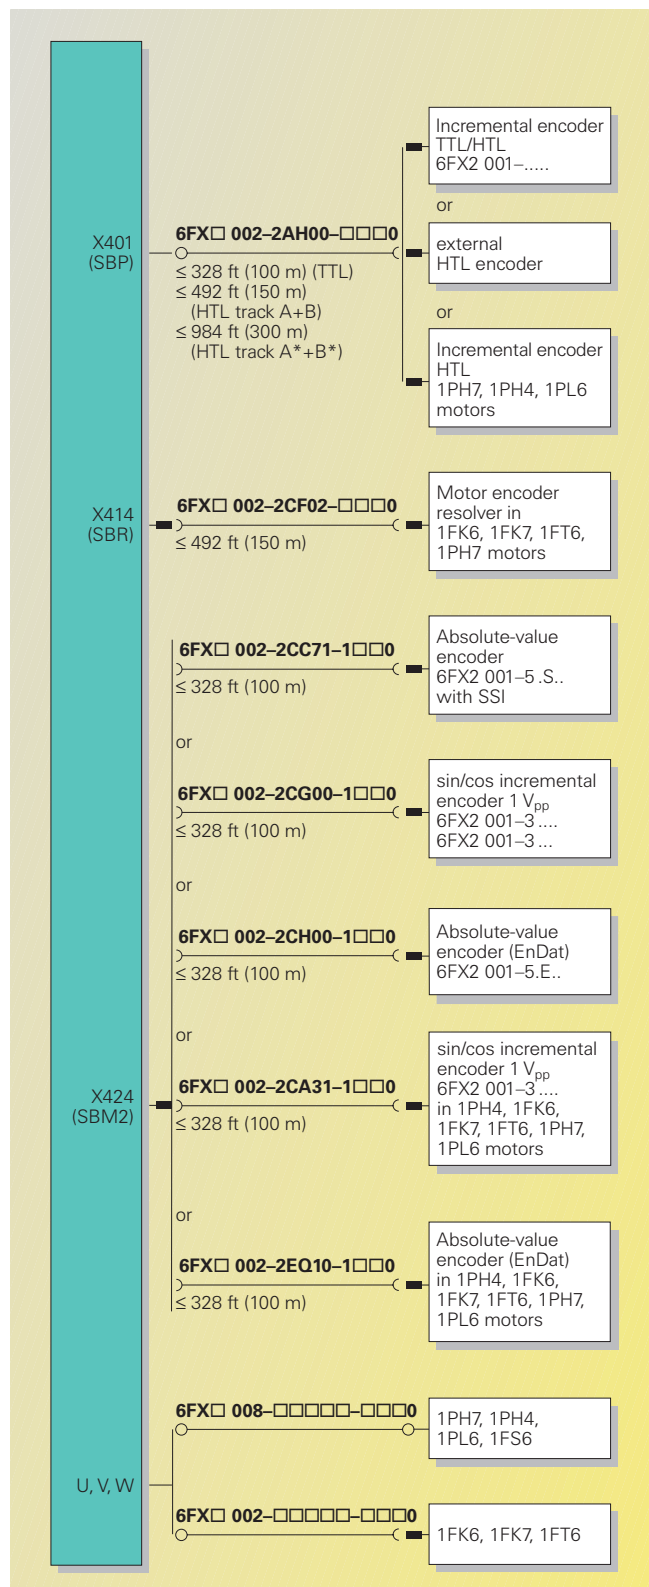 Incremental encoder
TTL/HTL
6FX2 001–.....
or
6FX□ 002–2AH00–□□□0
X401
(SBP)
external
HTL encoder
≤ 328 ft (100 m) (TTL)
≤ 492 ft (150 m)
(HTL track A+B)
≤ 984 ft (300 m)
(HTL track A*+B*)
or
Incremental encoder
HTL
1PH7, 1PH4, 1PL6
motors
6FX□ 002–2CF02–□□□0
X414
(SBR)
≤ 492 ft (150 m)
Motor encoder
resolver in
1FK6, 1FK7, 1FT6,
1PH7 motors
6FX□ 002–2CC71–1□□0
≤ 328 ft (100 m)
Absolute-value
encoder
6FX2 001–5.S..
with SSI
or
6FX□ 002–2CG00–1□□0
≤ 328 ft (100 m)
sin/cos incremental
encoder 1 Vpp
6FX2 001–3....
6FX2 001–3...
or
6FX□ 002–2CH00–1□□0
≤ 328 ft (100 m)
Absolute-value
encoder (EnDat)
6FX2 001–5.E..
or
6FX□ 002–2CA31–1□□0
X424
(SBM2)
≤ 328 ft (100 m)
sin/cos incremental
encoder 1 Vpp
6FX2 001–3....
in 1PH4, 1FK6,
1FK7, 1FT6, 1PH7,
1PL6 motors
or
6FX□ 002–2EQ10–1□□0
≤ 328 ft (100 m)
Absolute-value
encoder (EnDat)
in 1PH4, 1FK6,
1FK7, 1FT6, 1PH7,
1PL6 motors
6FX□ 008–□□□□□–□□□0
1PH7, 1PH4,
1PL6, 1FS6
U, V, W
6FX□ 002–□□□□□–□□□0
1FK6, 1FK7, 1FT6